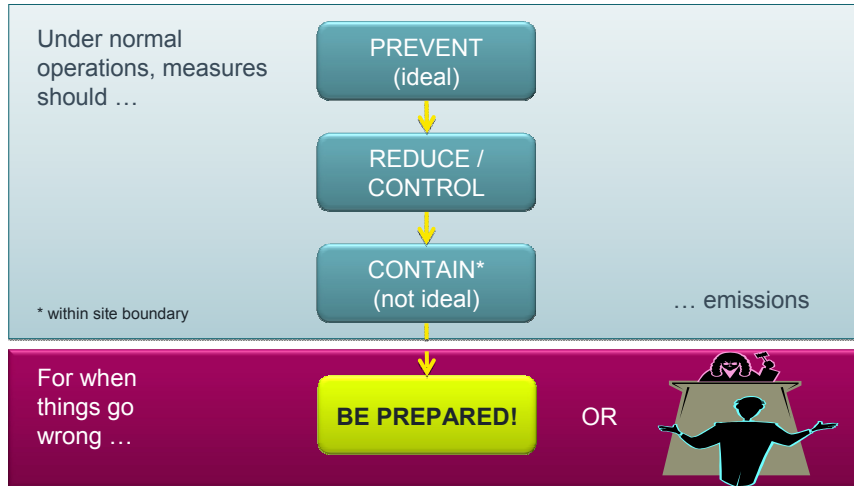 Under normal
operations, measures
should …
PREVENT
(ideal)
REDUCE /
CONTROL
CONTAIN*
(not ideal)
* within site boundary
… emissions
For when
things go
wrong …
BE PREPARED!
OR